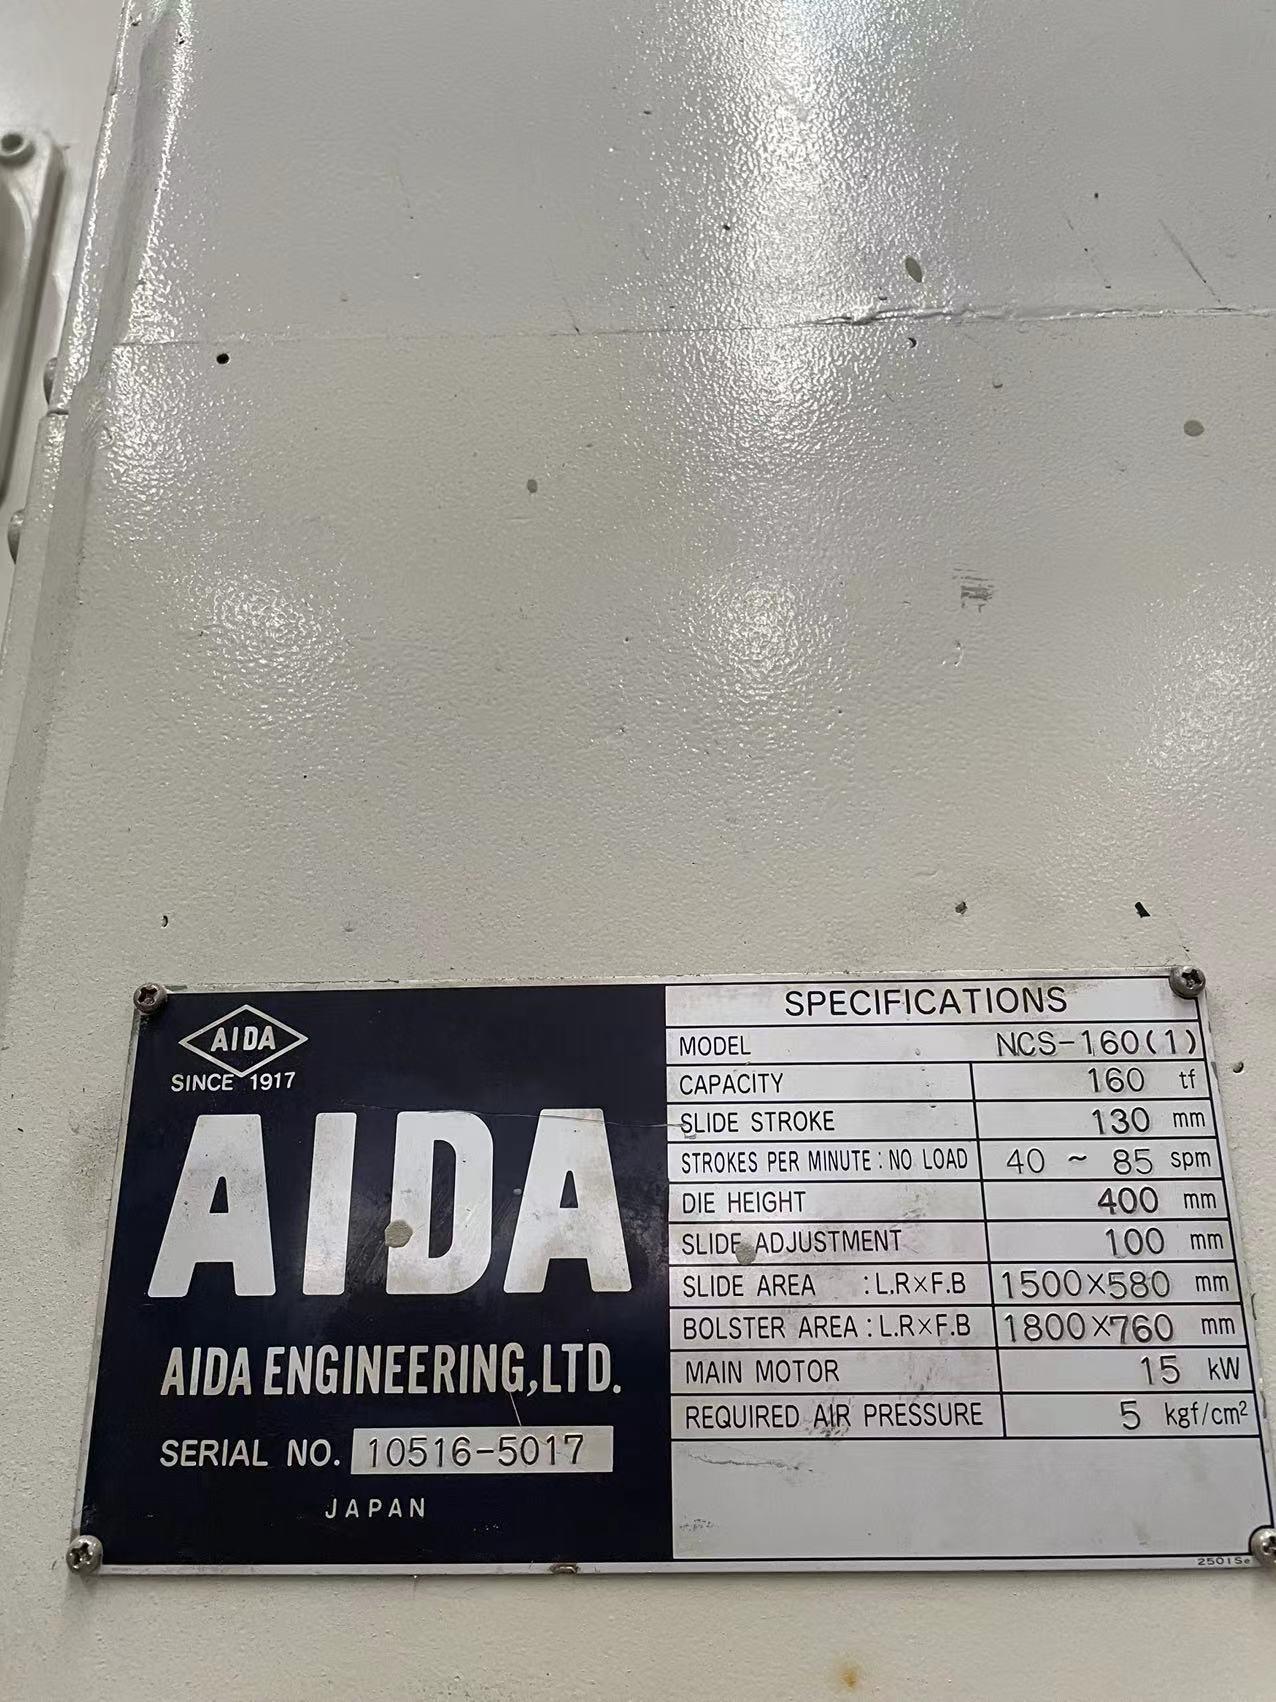 AIDA
SINCE 1917
AIDA
AIDA ENGINEERING,LTD.
SERIAL NO. 10516-5017
JAPAN
SPECIFICATIONS
MODEL NCS-160(1)
CAPACITY 160 tf
SLIDE STROKE 130 mm
STROKES PER MINUTE : NO LOAD 40 ~ 85 spm
DIE HEIGHT 400 mm
SLIDE ADJUSTMENT 100 mm
SLIDE AREA : L.R×F.B 1500×580 mm
BOLSTER AREA : L.R×F.B 1800×760 mm
MAIN MOTOR 15 kW
REQUIRED AIR PRESSURE 5 kgf/cm²
2501Se